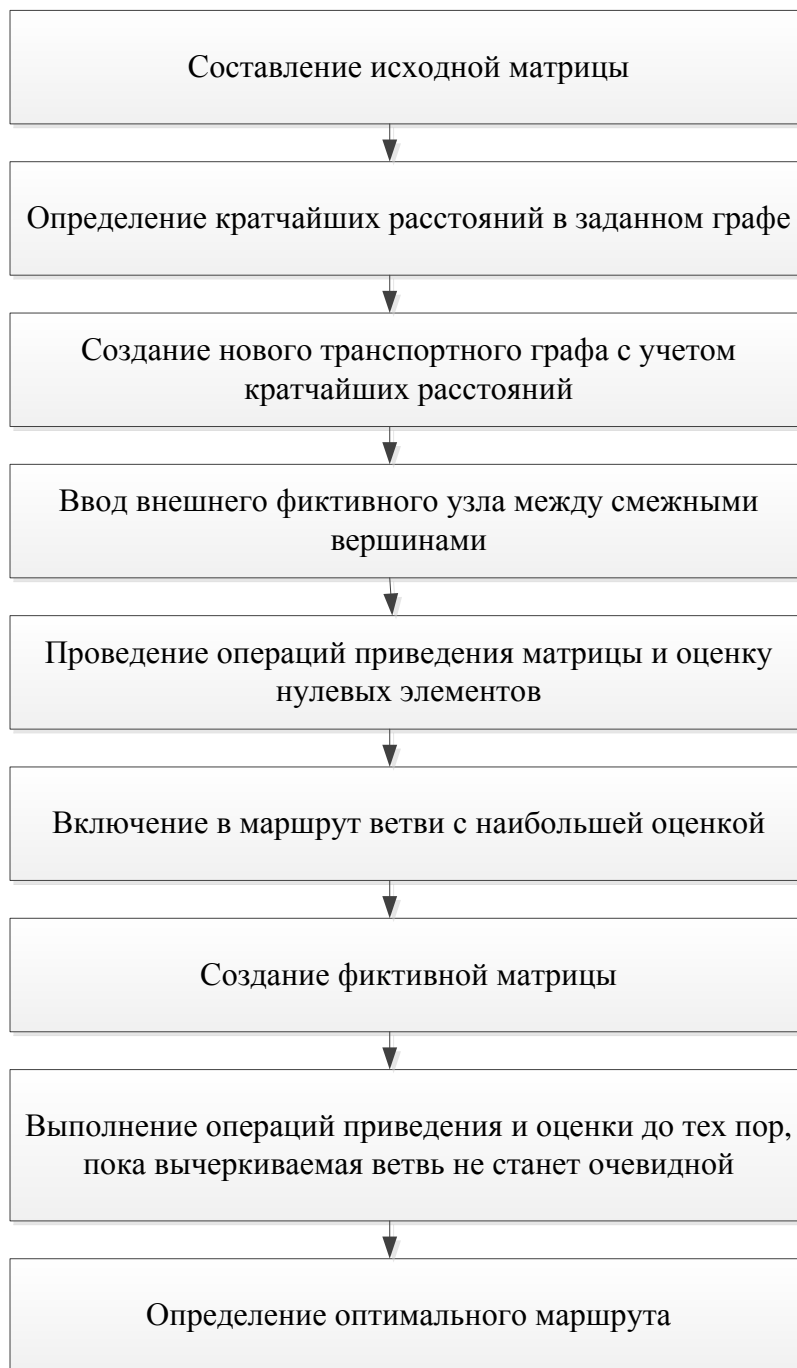 Составление исходной матрицы
Определение кратчайших расстояний в заданном графе
Создание нового транспортного графа с учетом
кратчайших расстояний
Ввод внешнего фиктивного узла между смежными
вершинами
Проведение операций приведения матрицы и оценку
нулевых элементов
Включение в маршрут ветви с наибольшей оценкой
Создание фиктивной матрицы
Выполнение операций приведения и оценки до тех пор,
пока вычеркиваемая ветвь не станет очевидной
Определение оптимального маршрута